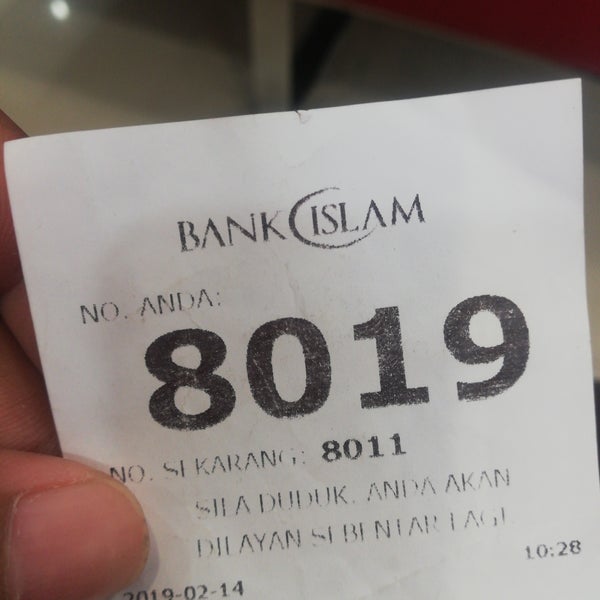 BANK ISLAM
NO. ANDA:
8019
NO. SEKARANG: 8011
SILA DUDUK. ANDA AKAN
DILAYAN SEBENTAR LAGI.
2019-02-14
10:28